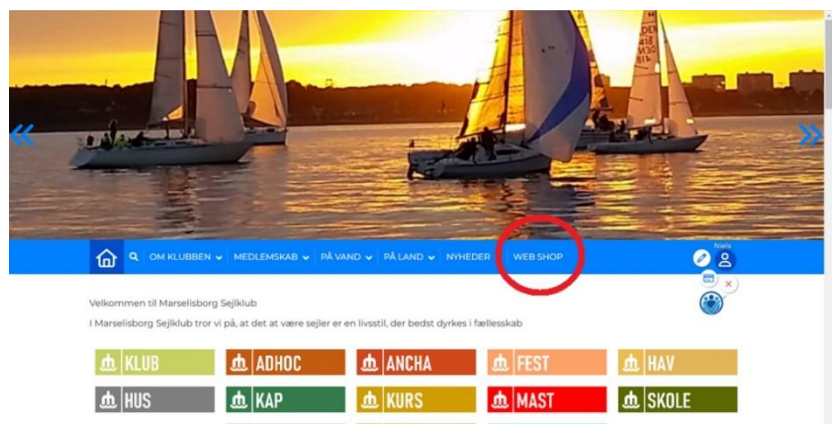 Niels
OM KLUBBEN MEDLEMSKAB PÅ VAND PÅ LAND NYHEDER WEB SHOP
Velkommen til Marselisborg Sejlklub
I Marselisborg Sejlklub tror vi på, at det at være sejler er en livsstil, der bedst dyrkes i fællesskab
KLUB ADHOC ANCHA FEST HAV
HUS KAP KURS MAST SKOLE